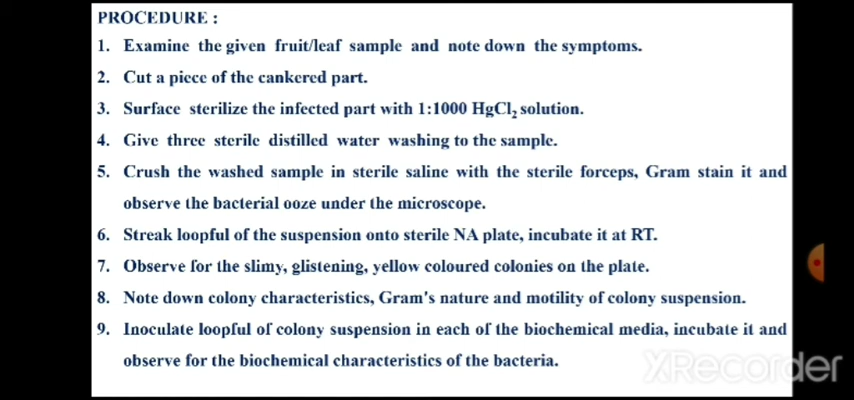 PROCEDURE :
1. Examine the given fruit/leaf sample and note down the symptoms.
2. Cut a piece of the cankered part.
3. Surface sterilize the infected part with 1:1000 HgCl₂ solution.
4. Give three sterile distilled water washing to the sample.
5. Crush the washed sample in sterile saline with the sterile forceps, Gram stain it and
observe the bacterial ooze under the microscope.
6. Streak loopful of the suspension onto sterile NA plate, incubate it at RT.
7. Observe for the slimy, glistening, yellow coloured colonies on the plate.
8. Note down colony characteristics, Gram's nature and motility of colony suspension.
9. Inoculate loopful of colony suspension in each of the biochemical media, incubate it and
observe for the biochemical characteristics of the bacteria.
XRecorder